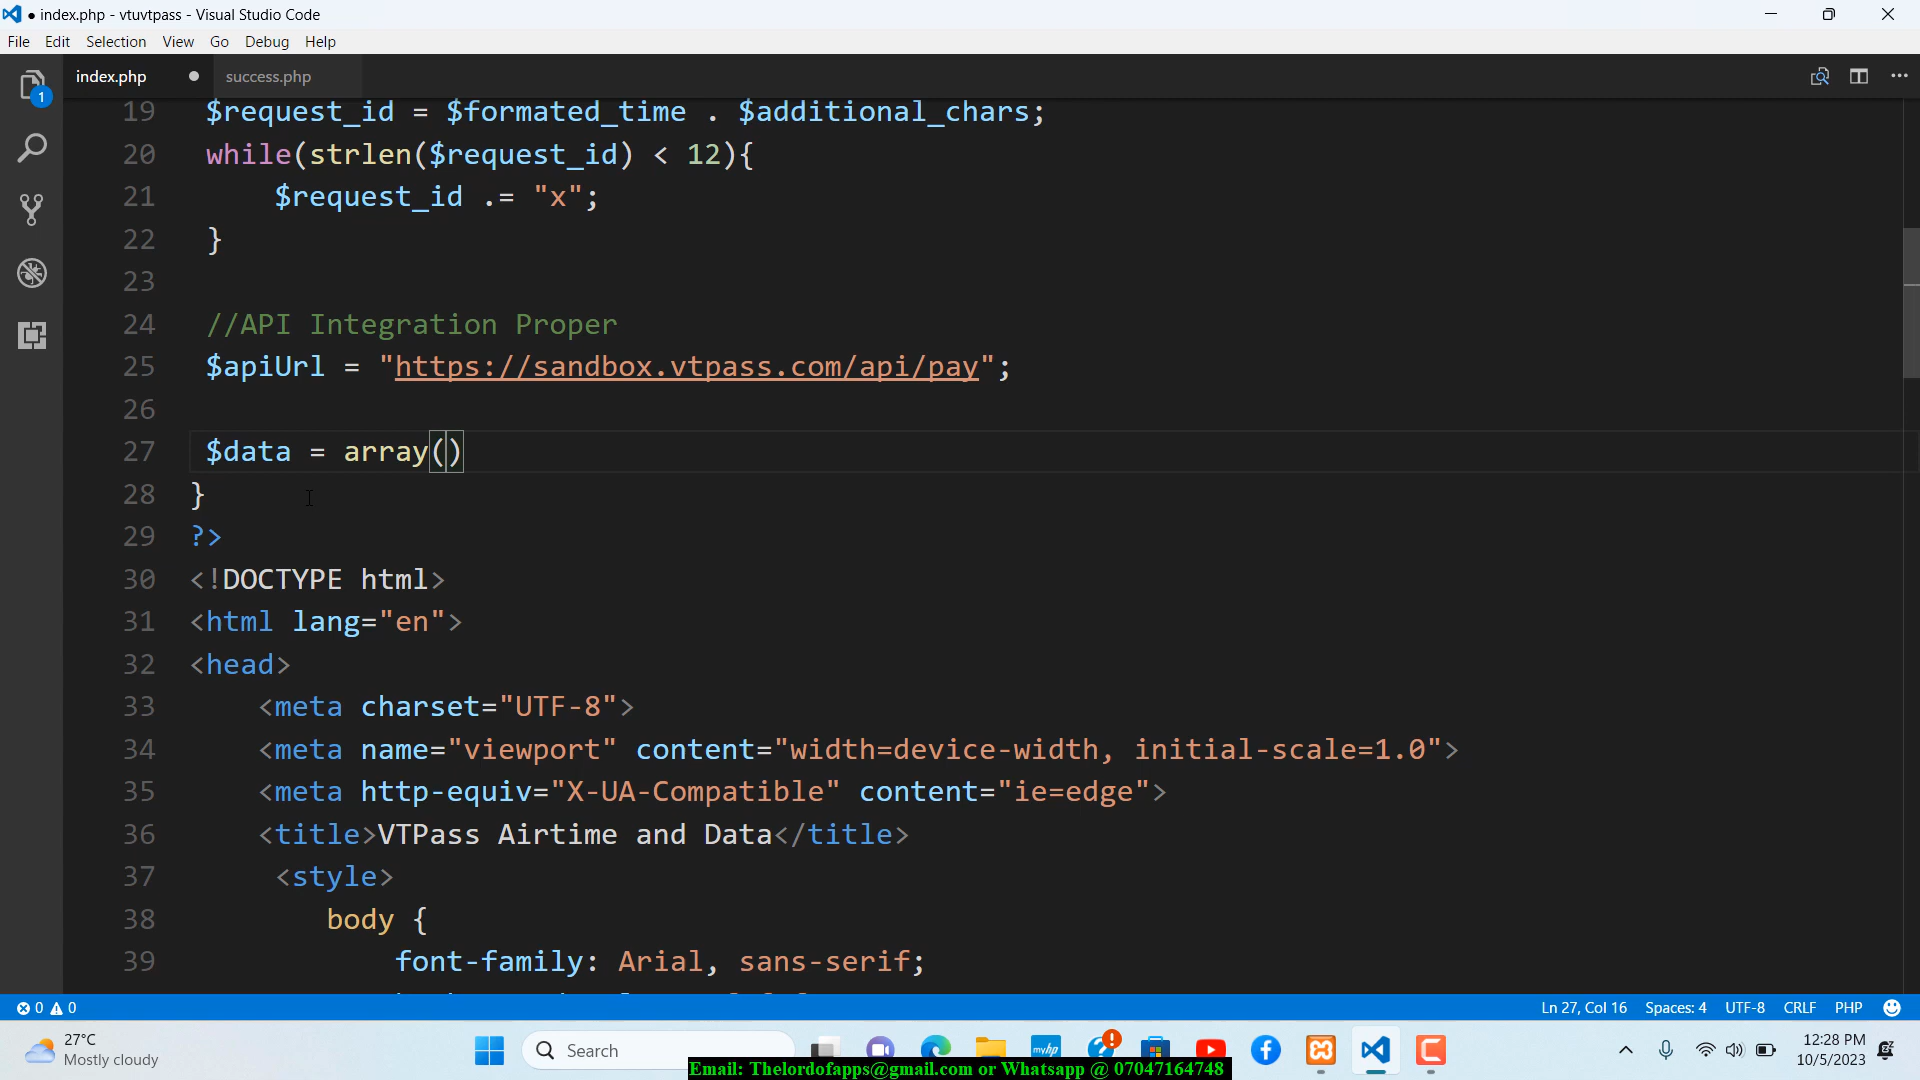 index.php - vtuvtpass - Visual Studio Code
File Edit Selection View Go Debug Help
index.php success.php
1
19 $request_id = $formated_time . $additional_chars;
20 while(strlen($request_id) < 12){
21 $request_id .= "x";
22 }
23
24 //API Integration Proper
25 $apiUrl = "https://sandbox.vtpass.com/api/pay";
26
27 $data = array()
28 }
29 ?>
30 <!DOCTYPE html>
31 <html lang="en">
32 <head>
33 <meta charset="UTF-8">
34 <meta name="viewport" content="width=device-width, initial-scale=1.0">
35 <meta http-equiv="X-UA-Compatible" content="ie=edge">
36 <title>VTPass Airtime and Data</title>
37 <style>
38 body {
39 font-family: Arial, sans-serif;
0 0 Ln 27, Col 16 Spaces: 4 UTF-8 CRLF PHP
27°C
Mostly cloudy
Search
myhp
12:28 PM
10/5/2023
Email: Thelordofapps@gmail.com or Whatsapp @ 07047164748